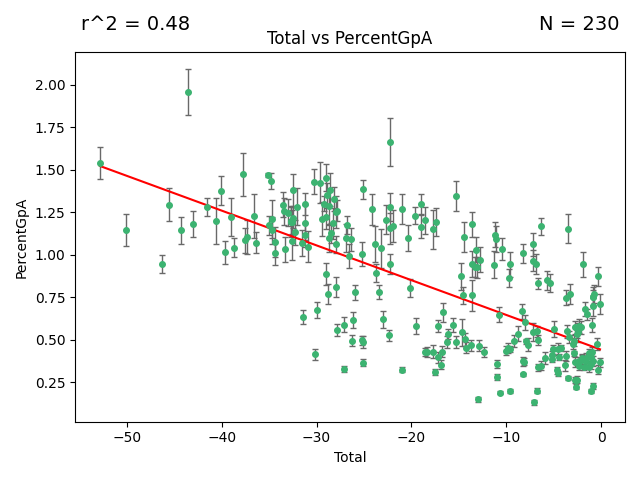 r^2 = 0.48
N = 230
Total vs PercentGpA
2.00
1.75
1.50
1.25
1.00
0.75
0.50
0.25
PercentGpA
−50
−40
−30
−20
−10
0
Total